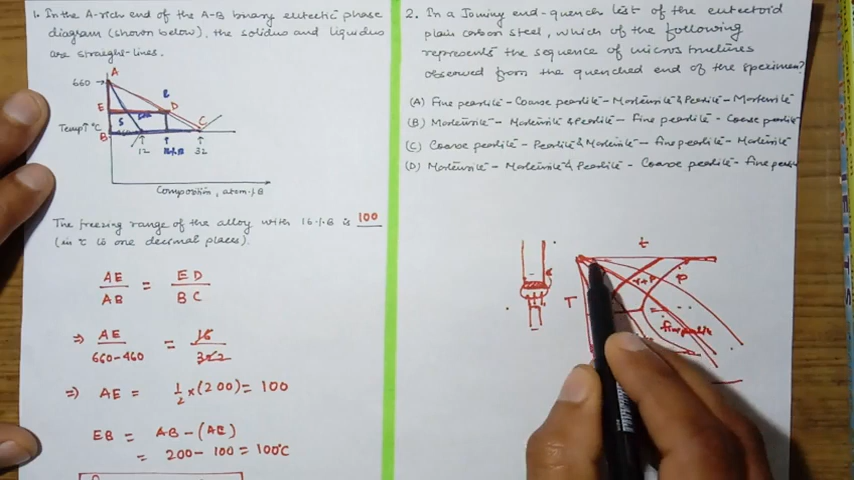 1. In the A-rich end of the A-B binary eutectic phase
diagram (shown below), the solidus and liquidus
are straight-lines.
A
660
E
D
S
C
Temp↑ °C
B
12
16%B
32
Composition, atom % B
The freezing range of the alloy with 16% B is 100
(in °C to one decimal places).
AE/AB = ED/BC
⇒ AE/660-460 = 16/32
⇒ AE = 1/2 × (200) = 100
EB = AB - (AE)
= 200 - 100 = 100°C
2. In a Jominy end-quench test of the eutectoid
plain carbon steel, which of the following
represents the sequence of microstructures
observed from the quenched end of the specimen?
(A) Fine pearlite - Coarse pearlite - Martensite & Pearlite - Martensite
(B) Martensite - Martensite & Pearlite - Fine pearlite - Coarse pearlite
(C) Coarse pearlite - Pearlite & Martensite - fine pearlite - Martensite
(D) Martensite - Martensite & Pearlite - Coarse pearlite - fine pearlite
t
T
γ+P
P
fine pearlite